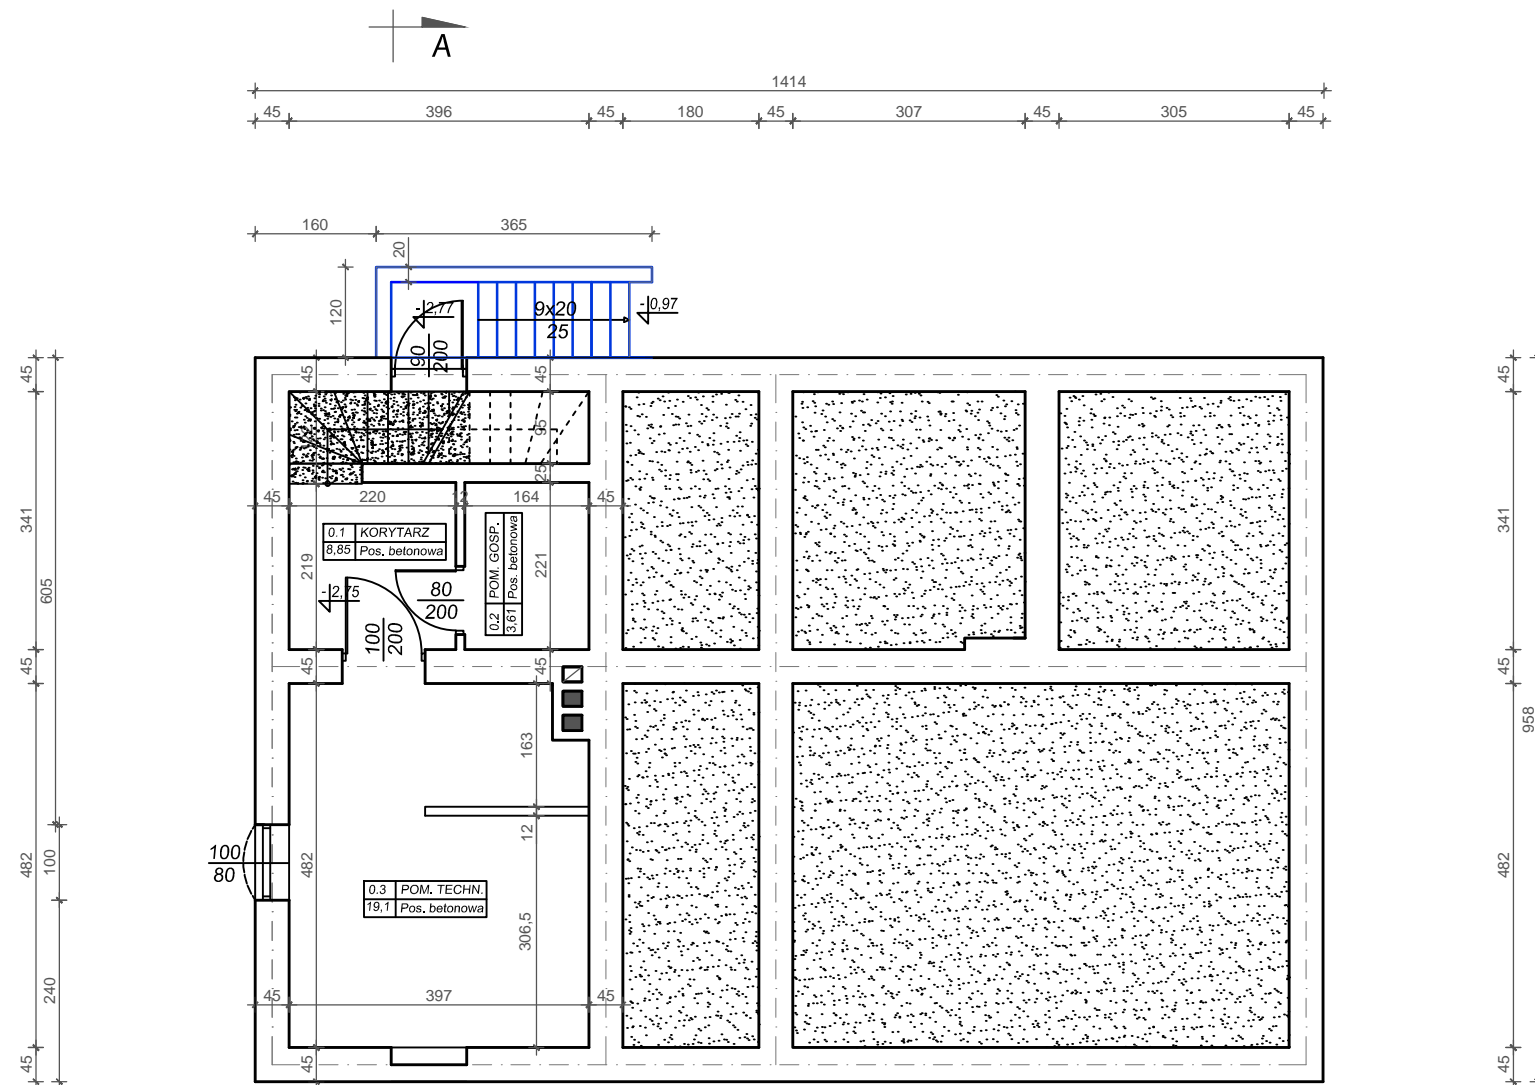 A
1414
45 396 45 180 45 307 45 305 45
160 365
20
120
-2,77
9x20
25
-0,97
90
200
45 45 45 45
95
25
45 220 12 164 45
341 341
605
0.1 KORYTARZ
8,85 Pos. betonowa
0.2 POM. GOSP.
3,61 Pos. betonowa
219 221
-2,75
80
200
100
200
45 45 45 45
958
163
12
100
80
482 100 482 482
0.3 POM. TECHN.
19,1 Pos. betonowa
306,5
240
45 397 45
45 45 45